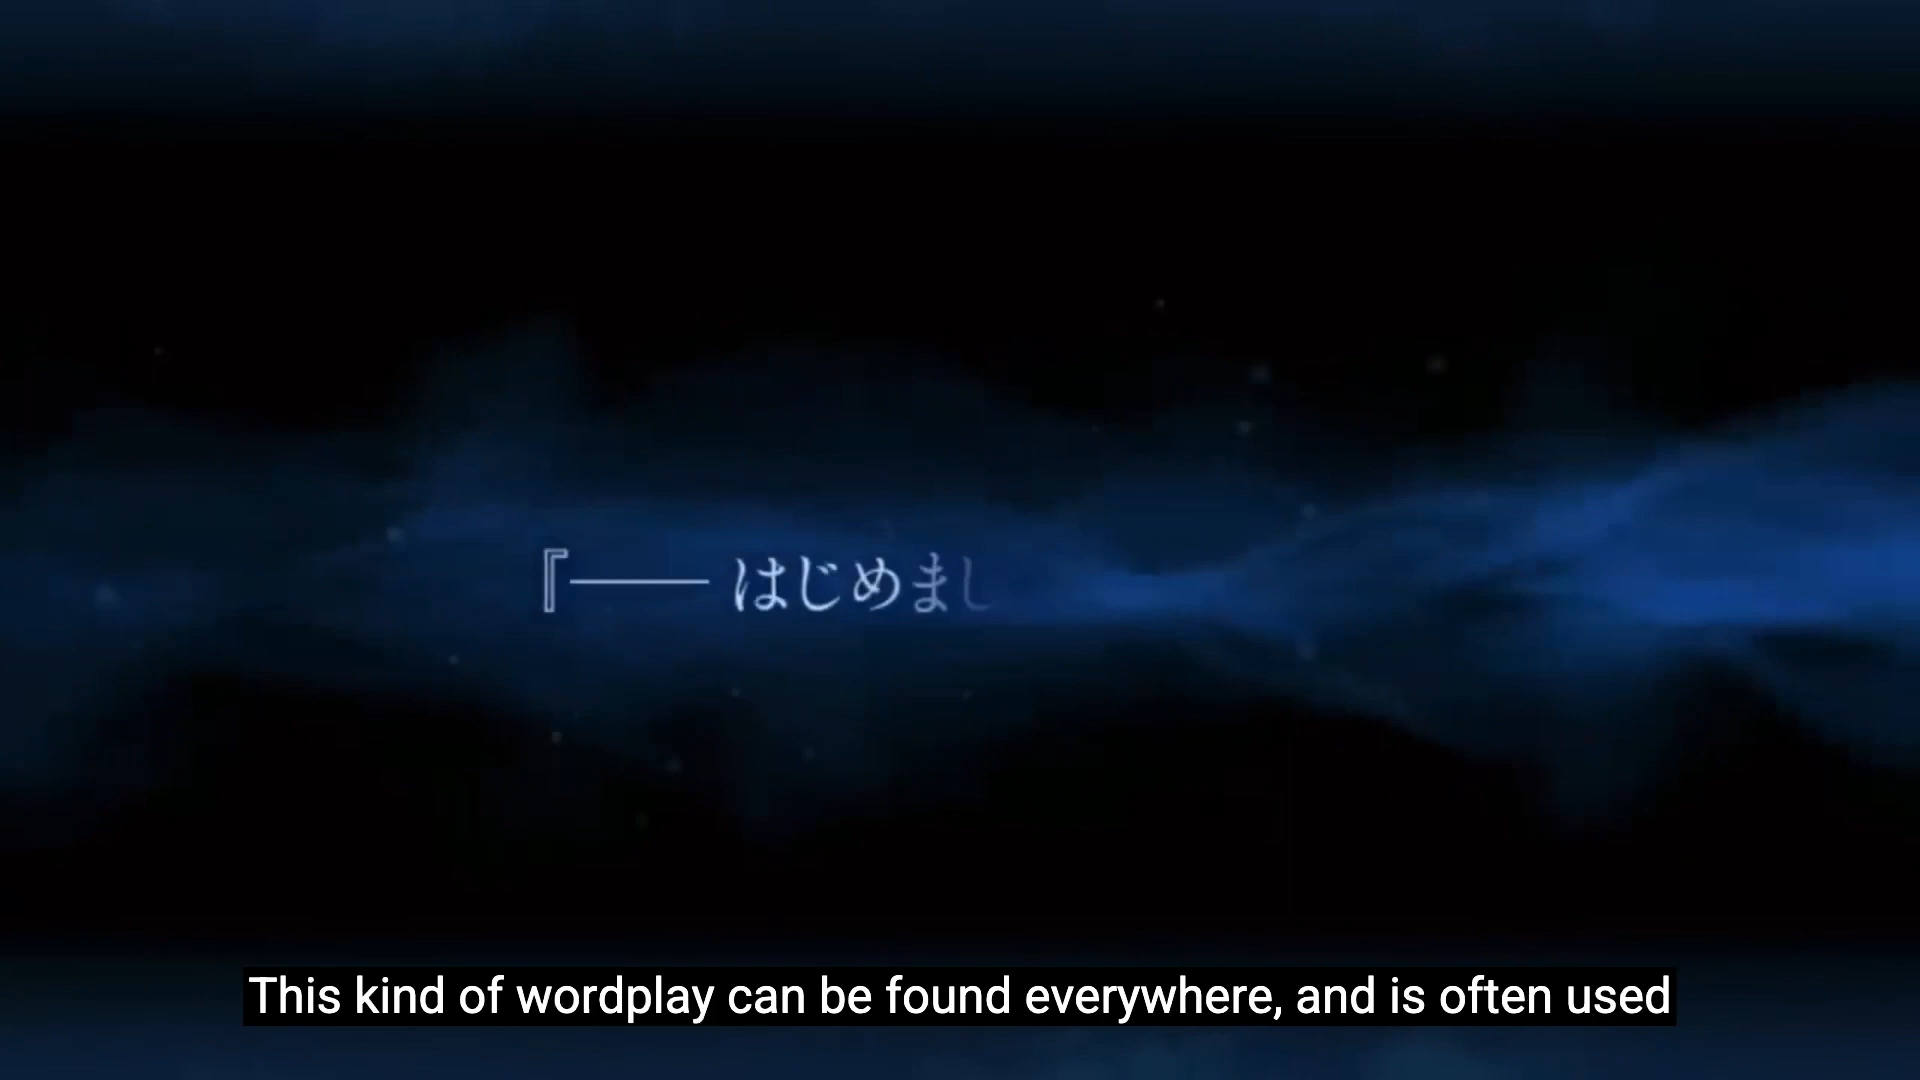 『── はじめまし
This kind of wordplay can be found everywhere, and is often used